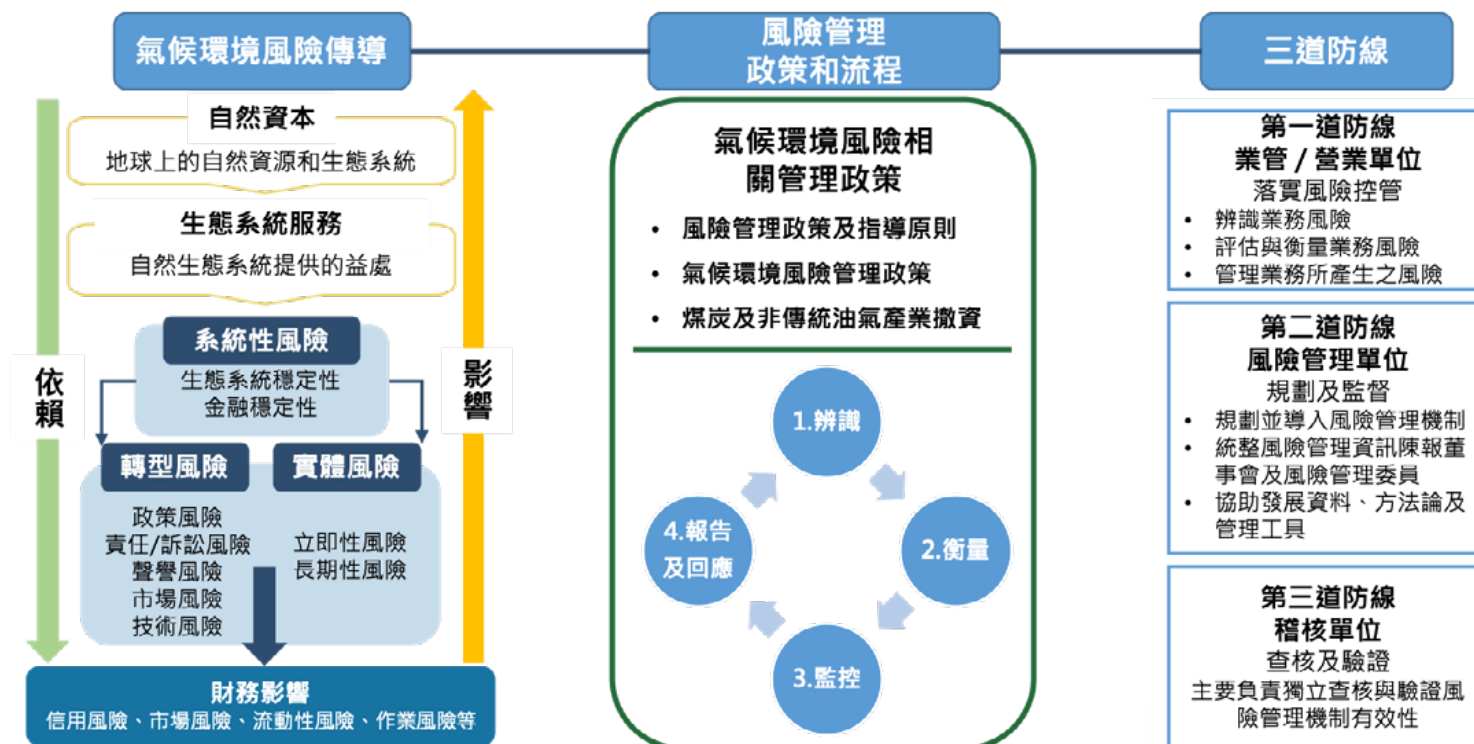 氣候環境風險傳導
自然資本
地球上的自然資源和生態系統
生態系統服務
自然生態系統提供的益處
系統性風險
生態系統穩定性
金融穩定性
依賴
影響
轉型風險
政策風險
責任/訴訟風險
聲譽風險
市場風險
技術風險
實體風險
立即性風險
長期性風險
財務影響
信用風險、市場風險、流動性風險、作業風險等
風險管理
政策和流程
氣候環境風險相
關管理政策
• 風險管理政策及指導原則
• 氣候環境風險管理政策
• 煤炭及非傳統油氣產業撤資
1.辨識
2.衡量
3.監控
4.報告
及回應
三道防線
第一道防線
業管 / 營業單位
落實風險控管
• 辨識業務風險
• 評估與衡量業務風險
• 管理業務所產生之風險
第二道防線
風險管理單位
規劃及監督
• 規劃並導入風險管理機制
• 統整風險管理資訊陳報董
事會及風險管理委員
• 協助發展資料、方法論及
管理工具
第三道防線
稽核單位
查核及驗證
主要負責獨立查核與驗證風
險管理機制有效性